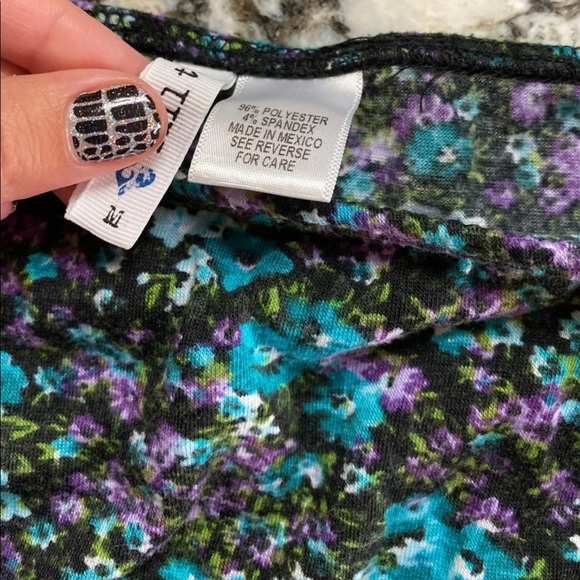 96% POLYESTER
4% SPANDEX
MADE IN MEXICO
SEE REVERSE
FOR CARE
M